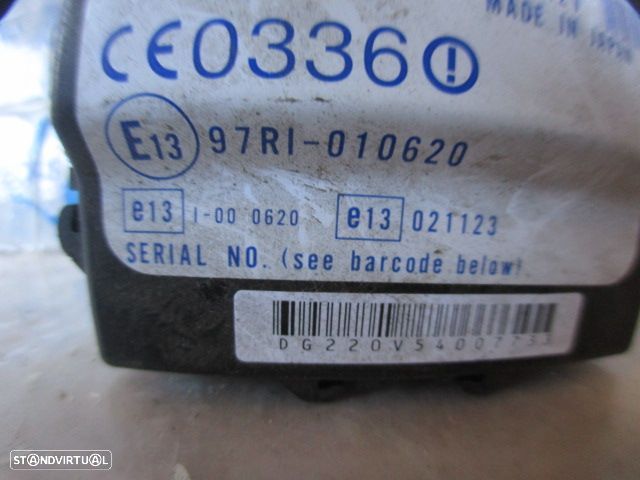 MADE IN JAPAN
CE0336
E13 97RI-010620
e13 I-00 0620 e13 021123
SERIAL NO. (see barcode below)
STANDVIRTUAL